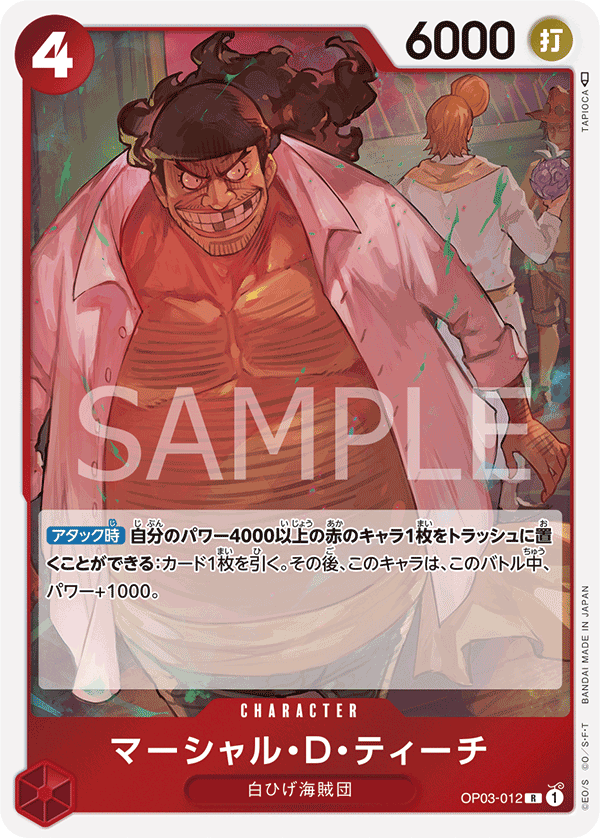 4
6000
打
TAPIOCA
SAMPLE
アタック時 自分のパワー4000以上の赤のキャラ1枚をトラッシュに置
くことができる:カード1枚を引く。その後、このキャラは、このバトル中、
パワー+1000。
CHARACTER
マーシャル・D・ティーチ
白ひげ海賊団
OP03-012 R 1
©E.O/S ©O/S・F・T BANDAI MADE IN JAPAN